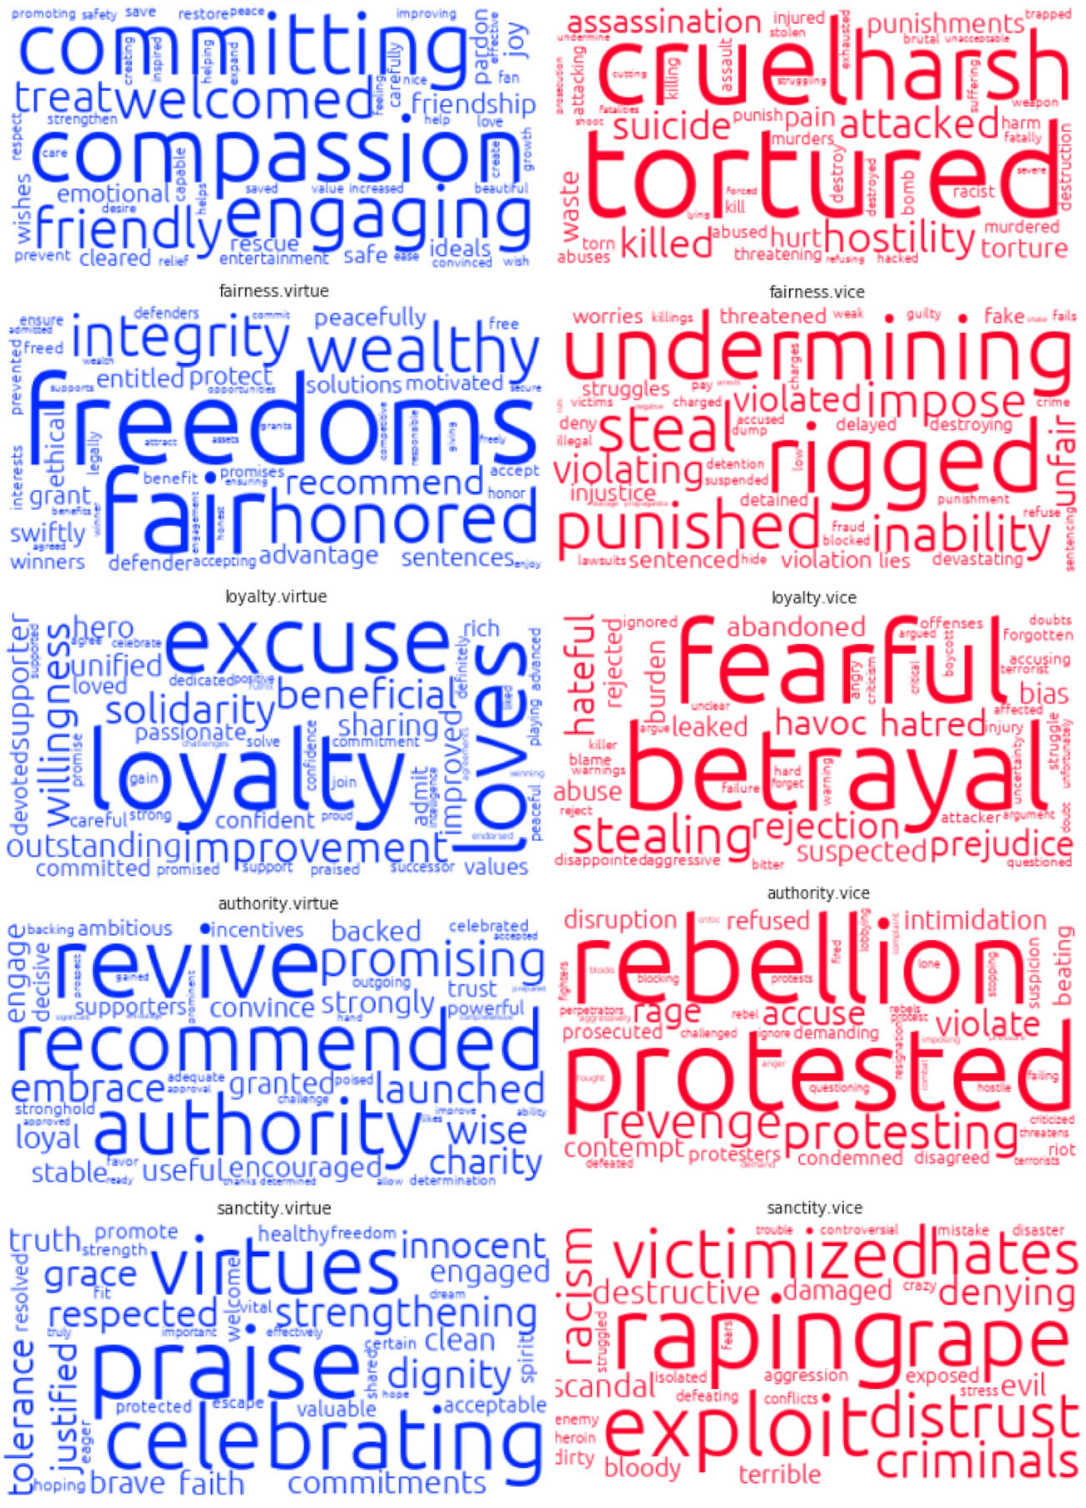 promoting safety save restore peace improving
committing
creating inspired helping expand carefully pardon effective joy
treat welcomed nice fan
feeling friendship
strengthen help love
respect compassion create growth
care capable
emotional saved value increased beautiful
wishes desire helps
friendly engaging
rescue ideals
prevent cleared relief entertainment safe ease convinced wish
assassination injured punishments trapped
undermine stolen brutal unacceptable exhausted
cruel harsh
prosecution attacking cutting killing assault struggling suffering
fatalities weapon
shoot suicide punish pain attacked harm
murders fatally
tortured
destroy destroyed bomb severe destruction
waste forced racist
kill lying
torn killed abused hurt hostility murdered
abuses threatening refusing hacked torture
fairness.virtue
ensure defenders commit peacefully free
admitted integrity wealthy
prevented freed wealth
entitled protect solutions motivated secure
supports opportunities
freedoms
ethical attract assets grants competitive responsible giving freely
interests legally benefit promises ensuring recommend accept
grant fair honor
benefits winner engagement honest honored
swiftly
agreed
winners defender accepting advantage sentences enjoy
fairness.vice
worries killings threatened weak guilty fake fails
undermining
struggles pay charges
victims charged violated impose crime
deny steal accused delayed destroying
illegal dump
violating detention low rigged unfair
suspended
injustice detained punishment
propaganda refuse
punished fraud inability
blocked
lawsuits sentenced hide violation lies devastating sentencing
loyalty.virtue
supported hero excuse rich
agree celebrate definitely
unified dedicated positive beneficial liked
loved
willingness solidarity sharing loves
passionate solve commitment
challenges
devoted supporter promise loyalty confidence join improved agreements playing advanced
gain winning
careful strong confident proud admit intelligence peaceful
outstanding improvement endorsed
committed promised support praised successor values
loyalty.vice
hateful ignored abandoned offenses doubts
rejected argued forgotten
burden fearful boycott accusing
angry criticism critical terrorist
bias
unclear affected
argue leaked havoc hatred injury
killer
blame betrayal struggle unfortunately
warnings hard warning uncertainty
abuse forget
failure
reject attacker argument doubt
stealing rejection
suspected prejudice
disappointed aggressive bitter questioned
authority.virtue
engage backing ambitious incentives backed celebrated
accepted
decisive revive promising
prospect gained outgoing prepared
supporters prominent convince strongly trust powerful
hand
recommended
embrace adequate granted poised launched
approval
stronghold challenge likes improve ability
approved
loyal authority wise
favor charity
stable ready useful encouraged
thanks determined allow determination
authority.vice
disruption critic refused lobbying complaint intimidation
fired
rebellion
fighters blocks blocking protests lone stopping suspicion beating
perpetrators rage accuse rebels
aggressively rebel protest violate
prosecuted challenged ignore demanding resignation imposing
protested
fought anger combat failing
questioning hostile
revenge protesting criticized
threatens
contempt protesters riot
defeated demand condemned disagreed terrorists
sanctity.virtue
truth promote healthy freedom innocent
strength virtues
grace engaged
resolved fit welcome dream
respected vital strengthening
truly important effectively certain clean
tolerance justified praise shared dignity spirit
hope
protected escape valuable acceptable
eager celebrating
hoping brave faith commitments
sanctity.vice
racism trouble controversial mistake disaster
victimized hates
destructive damaged crazy denying
struggled raping rape
fears
scandal isolated aggression exposed
defeating conflicts stress evil
enemy exploit distrust
heroin
dirty bloody terrible criminals